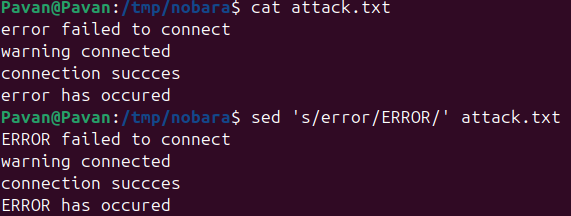 Pavan@Pavan:/tmp/nobara$ cat attack.txt
error failed to connect
warning connected
connection succces
error has occured
Pavan@Pavan:/tmp/nobara$ sed 's/error/ERROR/' attack.txt
ERROR failed to connect
warning connected
connection succces
ERROR has occured